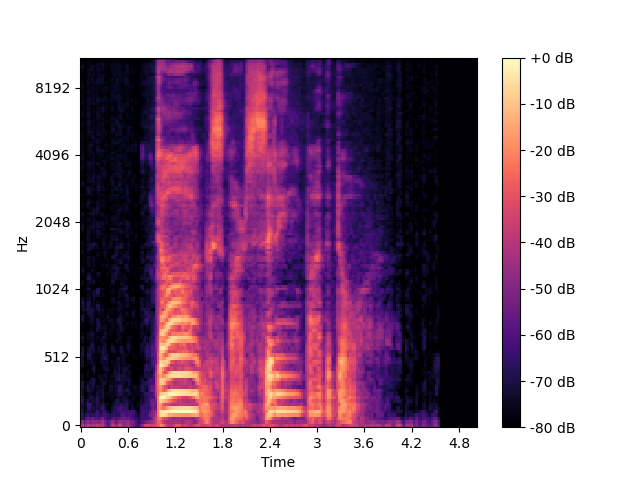 +0 dB
8192
-10 dB
4096
-20 dB
-30 dB
2048
Hz
-40 dB
1024
-50 dB
512
-60 dB
-70 dB
0
-80 dB
0 0.6 1.2 1.8 2.4 3 3.6 4.2 4.8
Time